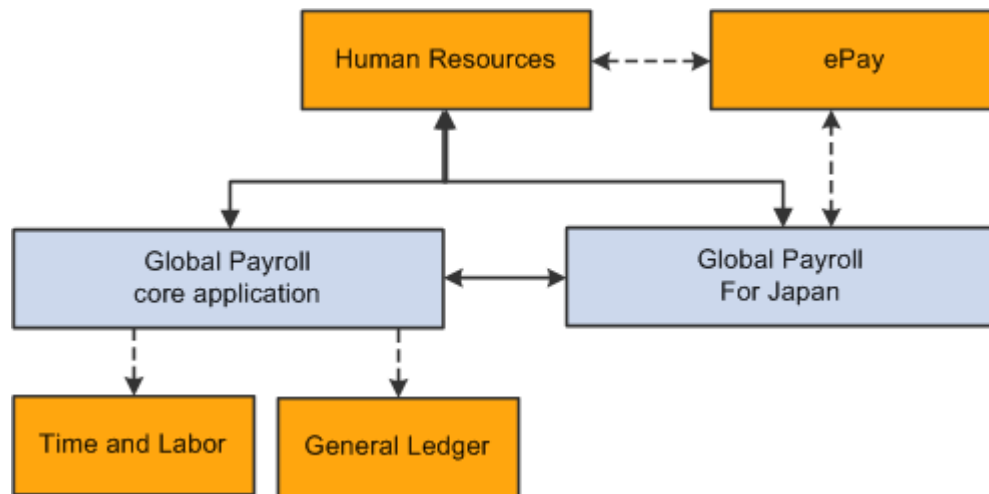 Human Resources
ePay
Global Payroll
core application
Global Payroll
For Japan
Time and Labor
General Ledger